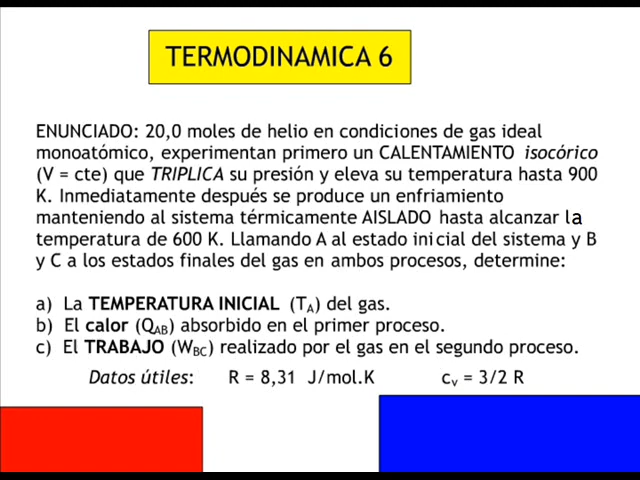 TERMODINAMICA 6
ENUNCIADO: 20,0 moles de helio en condiciones de gas ideal
monoatómico, experimentan primero un CALENTAMIENTO isocórico
(V = cte) que TRIPLICA su presión y eleva su temperatura hasta 900
K. Inmediatamente después se produce un enfriamiento
manteniendo al sistema térmicamente AISLADO hasta alcanzar la
temperatura de 600 K. Llamando A al estado inicial del sistema y B
y C a los estados finales del gas en ambos procesos, determine:
a) La TEMPERATURA INICIAL (T_A) del gas.
b) El calor (Q_AB) absorbido en el primer proceso.
c) El TRABAJO (W_BC) realizado por el gas en el segundo proceso.
Datos útiles: R = 8,31 J/mol.K c_v = 3/2 R